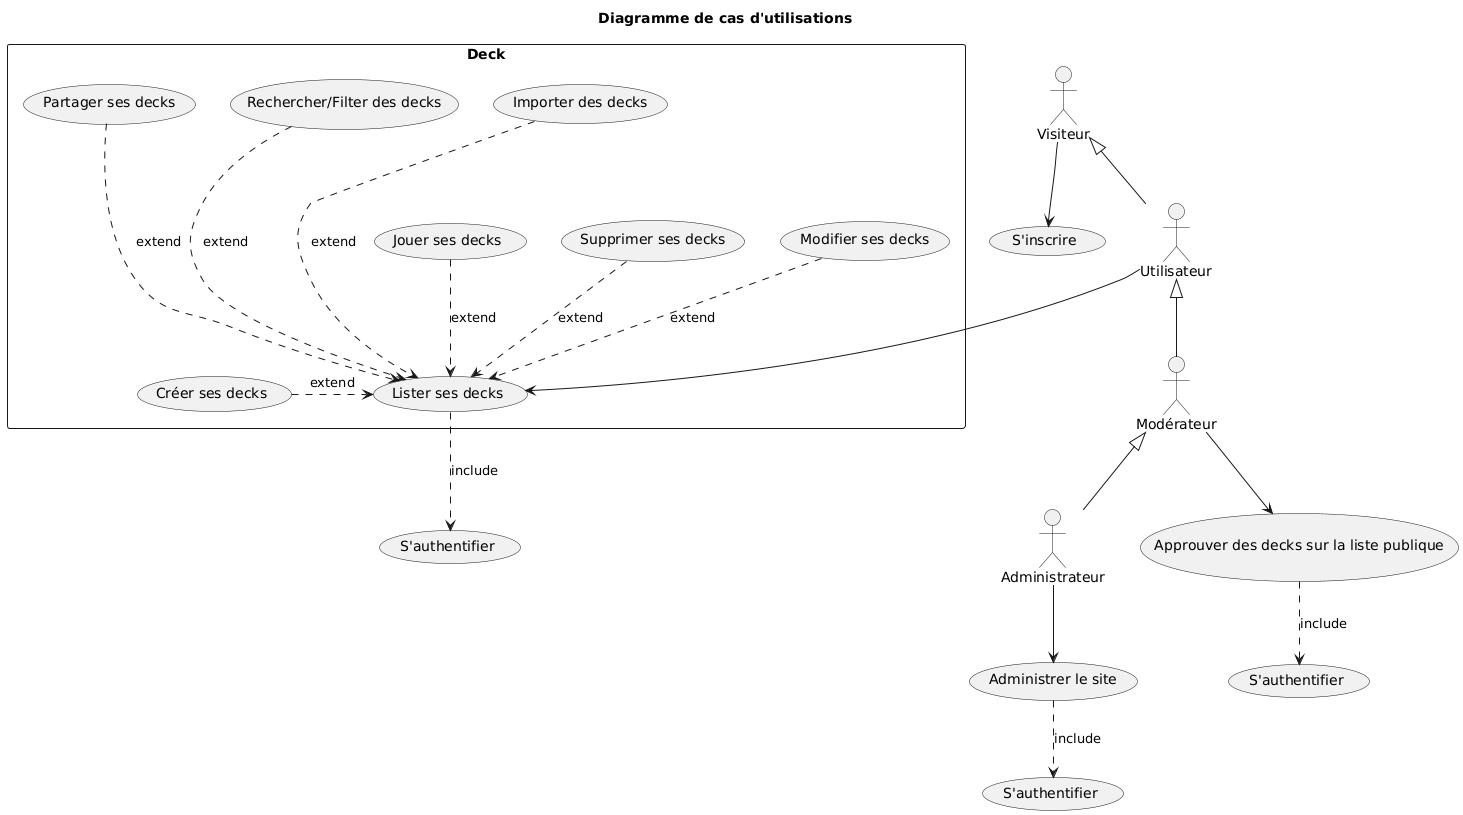 Diagramme de cas d'utilisations
Deck
Partager ses decks
Rechercher/Filter des decks
Importer des decks
Visiteur
extend
extend
extend
Jouer ses decks
Supprimer ses decks
Modifier ses decks
S'inscrire
Utilisateur
extend
extend
extend
extend
Créer ses decks
Lister ses decks
Modérateur
include
S'authentifier
Administrateur
Approuver des decks sur la liste publique
include
Administrer le site
S'authentifier
include
S'authentifier